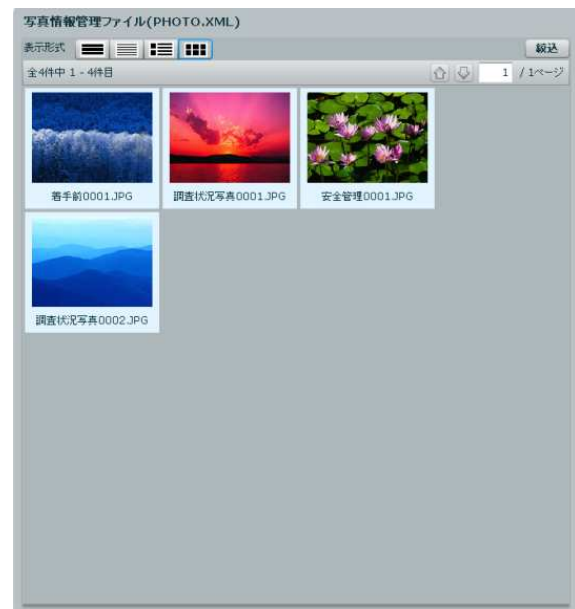 写真情報管理ファイル(PHOTO.XML)
表示形式 絞込
全4件中 1 - 4件目 1 / 1ページ
着手前0001.JPG 調査状況写真0001.JPG 安全管理0001.JPG
調査状況写真0002.JPG